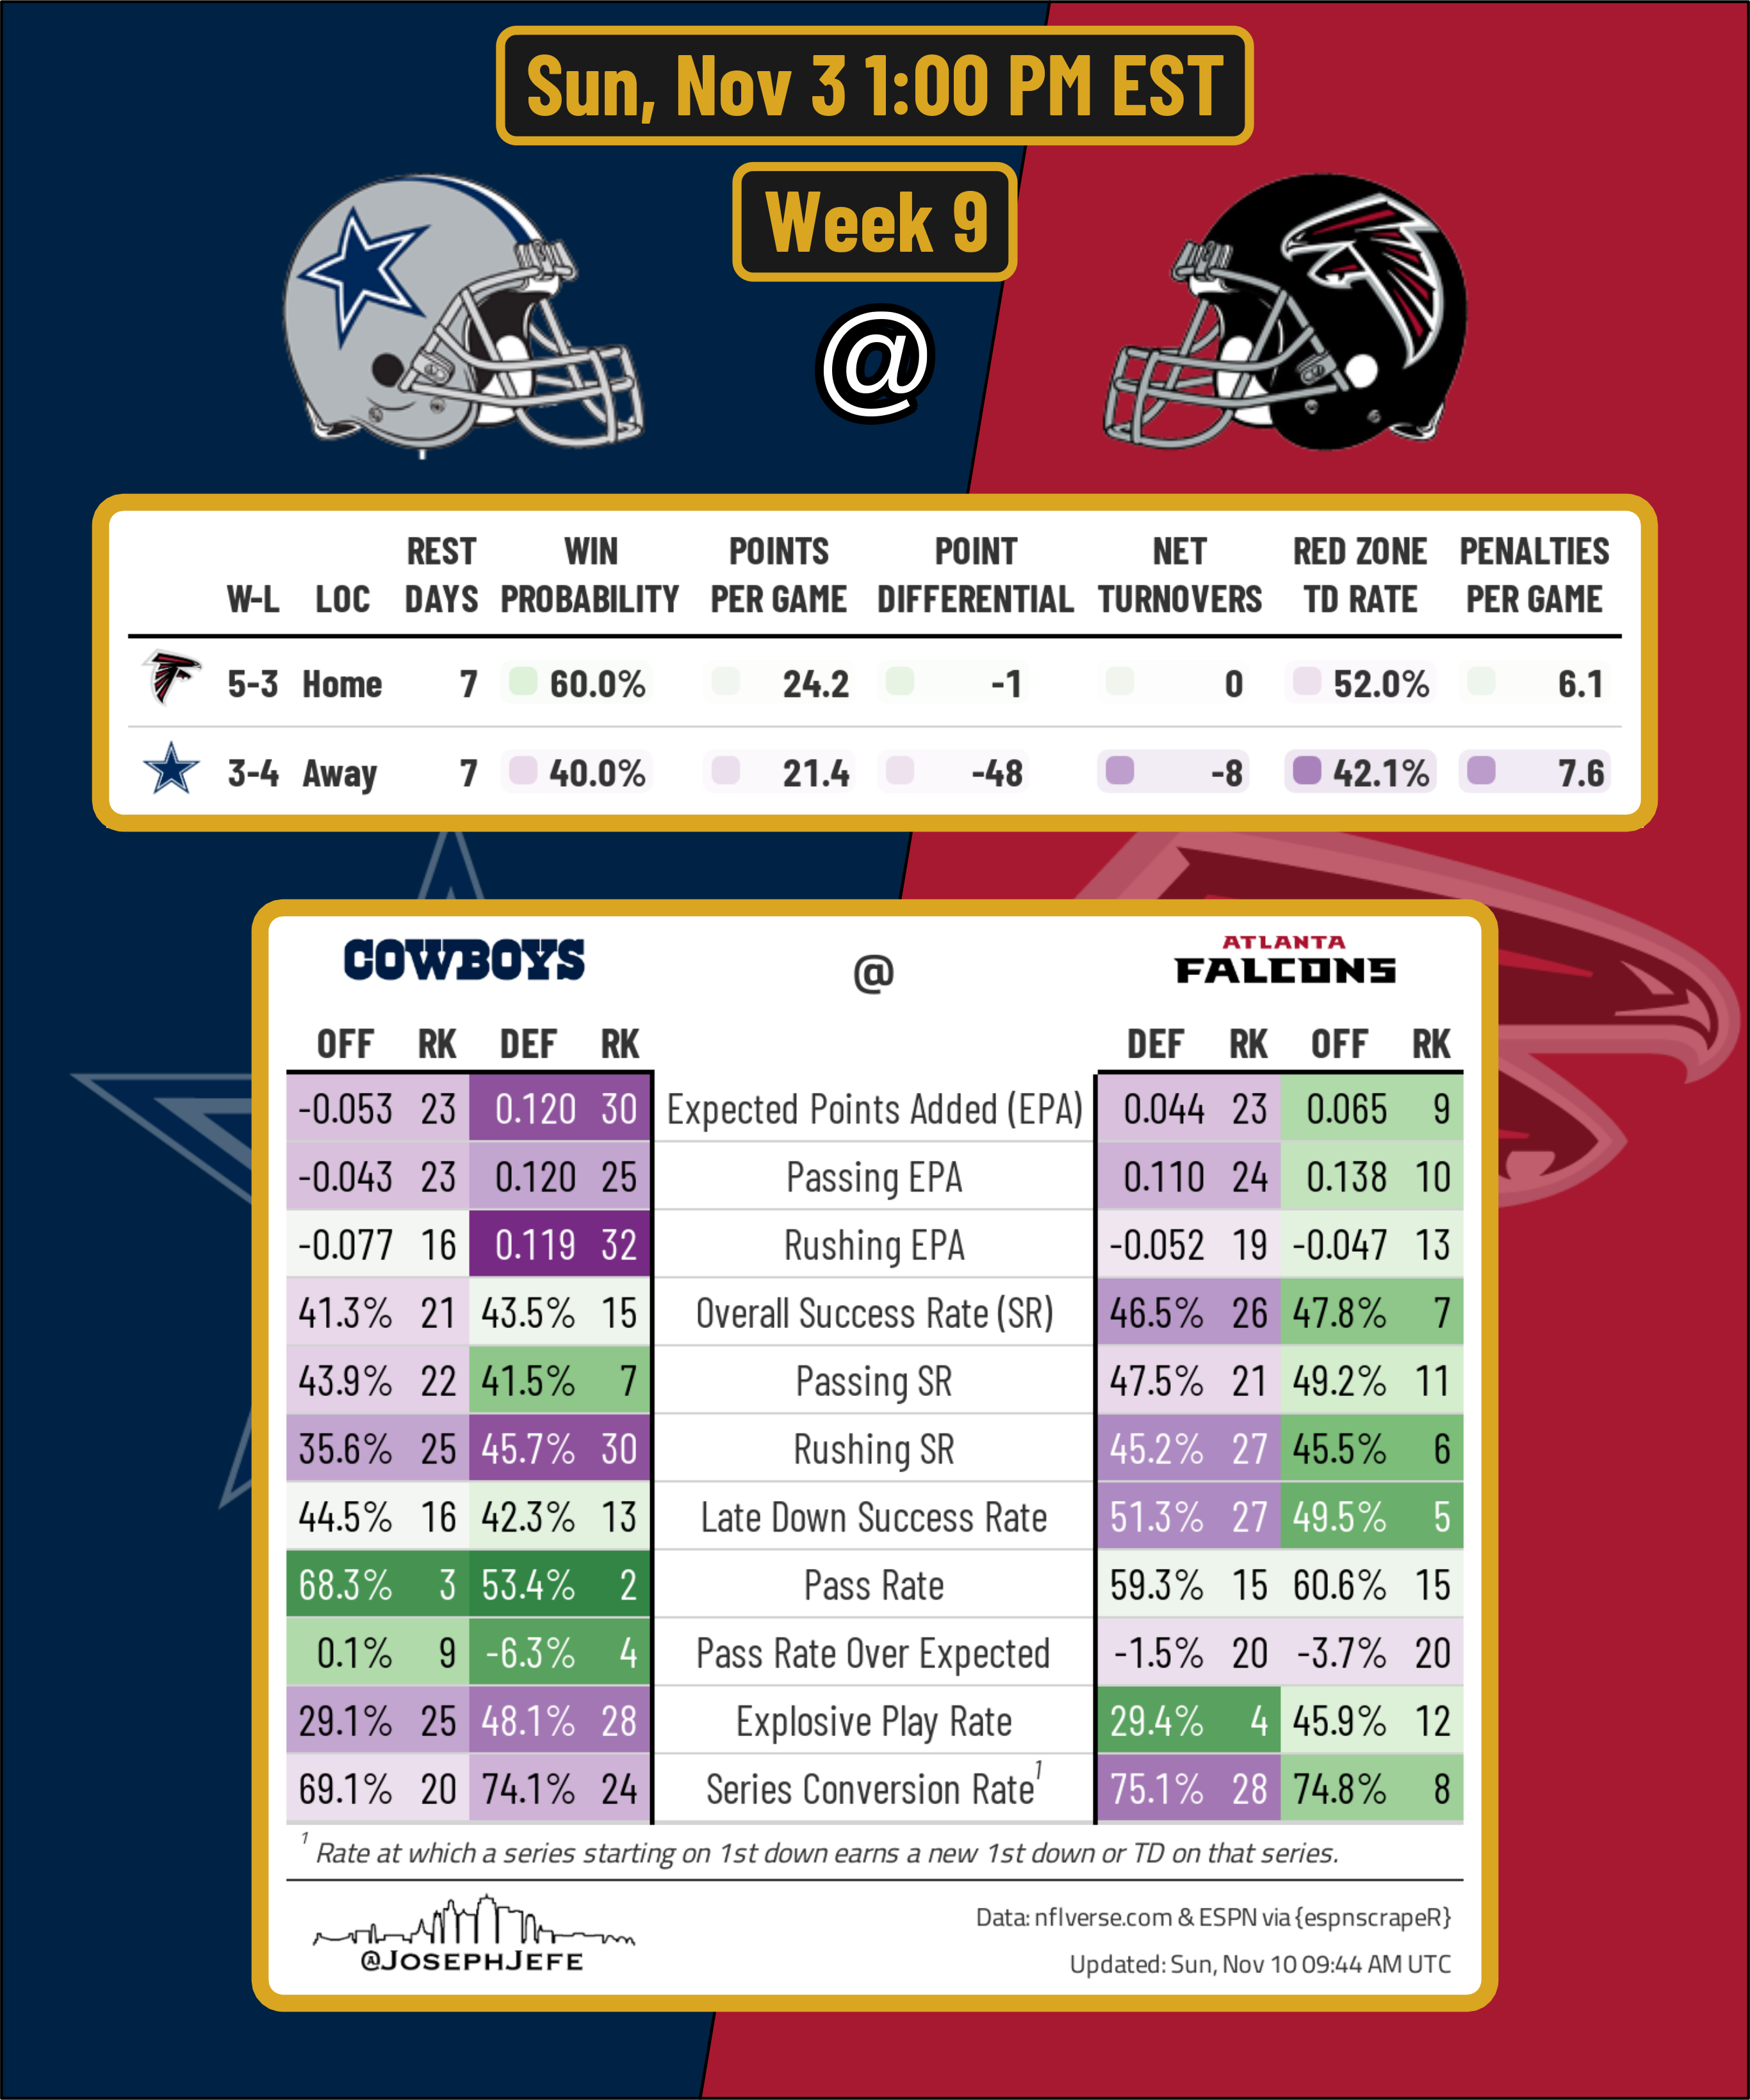 Sun, Nov 3 1:00 PM EST
Week 9
@
W-L LOC REST DAYS WIN PROBABILITY POINTS PER GAME POINT DIFFERENTIAL NET TURNOVERS RED ZONE TD RATE PENALTIES PER GAME
5-3 Home 7 60.0% 24.2 -1 0 52.0% 6.1
3-4 Away 7 40.0% 21.4 -48 -8 42.1% 7.6
COWBOYS @ ATLANTA FALCONS
OFF RK DEF RK DEF RK OFF RK
-0.053 23 0.120 30 Expected Points Added (EPA) 0.044 23 0.065 9
-0.043 23 0.120 25 Passing EPA 0.110 24 0.138 10
-0.077 16 0.119 32 Rushing EPA -0.052 19 -0.047 13
41.3% 21 43.5% 15 Overall Success Rate (SR) 46.5% 26 47.8% 7
43.9% 22 41.5% 7 Passing SR 47.5% 21 49.2% 11
35.6% 25 45.7% 30 Rushing SR 45.2% 27 45.5% 6
44.5% 16 42.3% 13 Late Down Success Rate 51.3% 27 49.5% 5
68.3% 3 53.4% 2 Pass Rate 59.3% 15 60.6% 15
0.1% 9 -6.3% 4 Pass Rate Over Expected -1.5% 20 -3.7% 20
29.1% 25 48.1% 28 Explosive Play Rate 29.4% 4 45.9% 12
69.1% 20 74.1% 24 Series Conversion Rate¹ 75.1% 28 74.8% 8
¹ Rate at which a series starting on 1st down earns a new 1st down or TD on that series.
@JOSEPHJEFE
Data: nflverse.com & ESPN via {espnscrapeR}
Updated: Sun, Nov 10 09:44 AM UTC